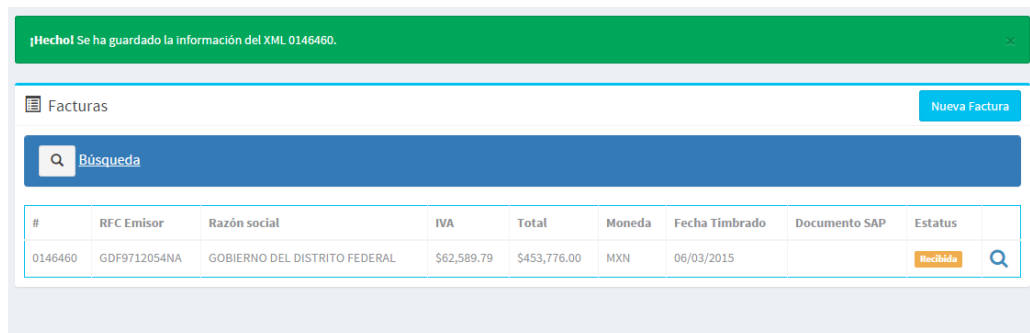 ¡Hecho! Se ha guardado la información del XML 0146460. ×
Facturas Nueva Factura
Búsqueda
# RFC Emisor Razón social IVA Total Moneda Fecha Timbrado Documento SAP Estatus
0146460 GDF9712054NA GOBIERNO DEL DISTRITO FEDERAL $62,589.79 $453,776.00 MXN 06/03/2015 Recibida